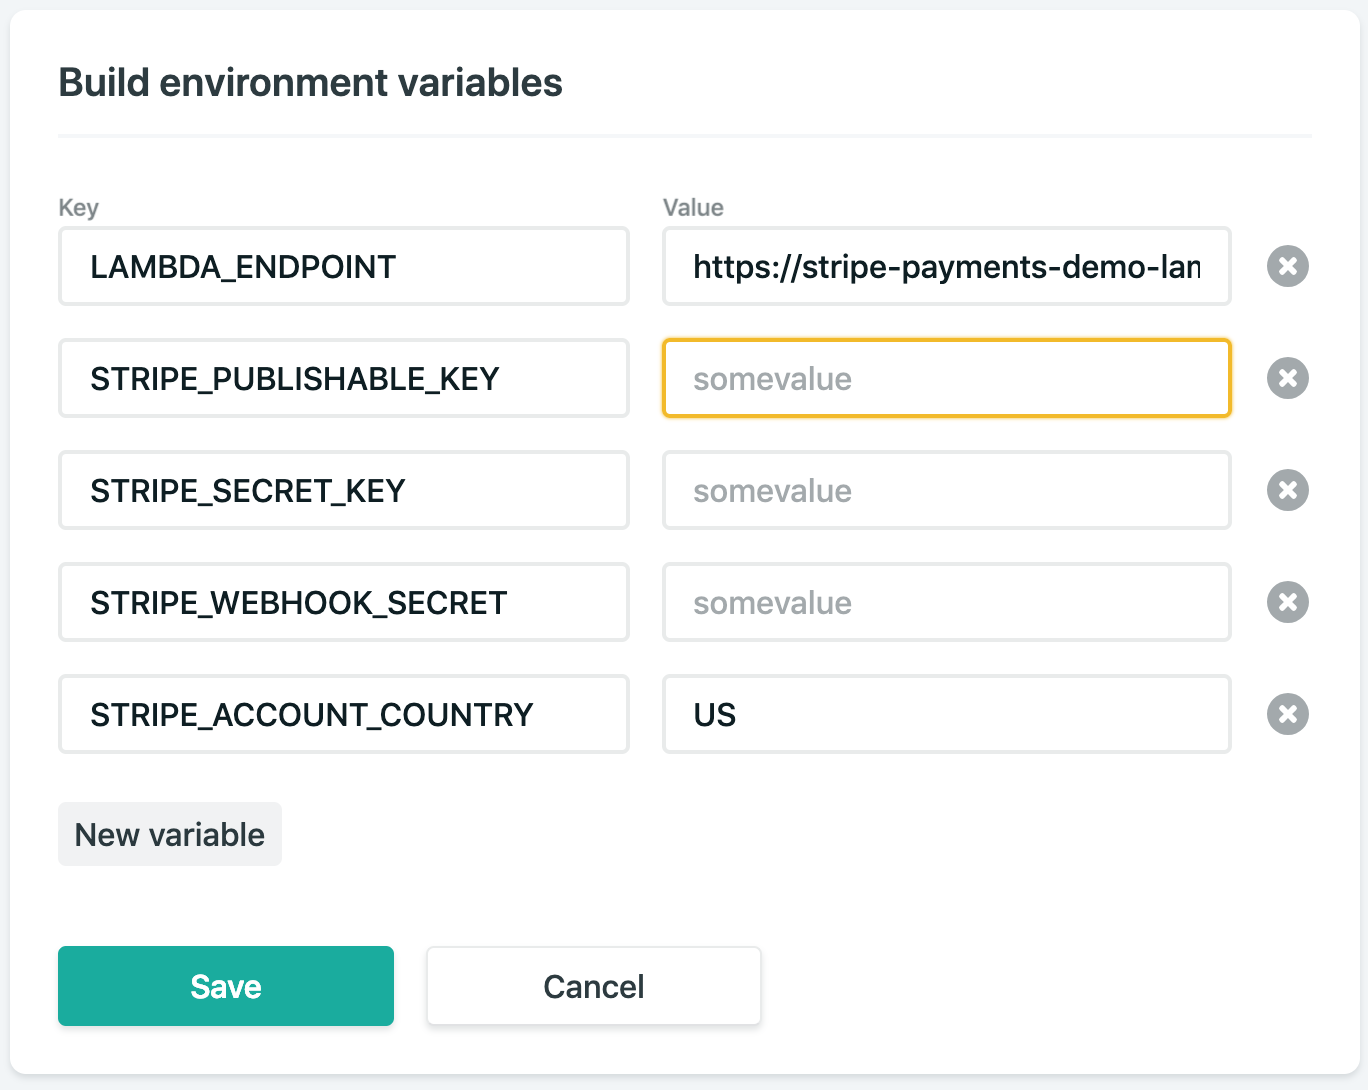 Build environment variables
Key Value
LAMBDA_ENDPOINT https://stripe-payments-demo-lan
STRIPE_PUBLISHABLE_KEY somevalue
STRIPE_SECRET_KEY somevalue
STRIPE_WEBHOOK_SECRET somevalue
STRIPE_ACCOUNT_COUNTRY US
New variable
Save Cancel